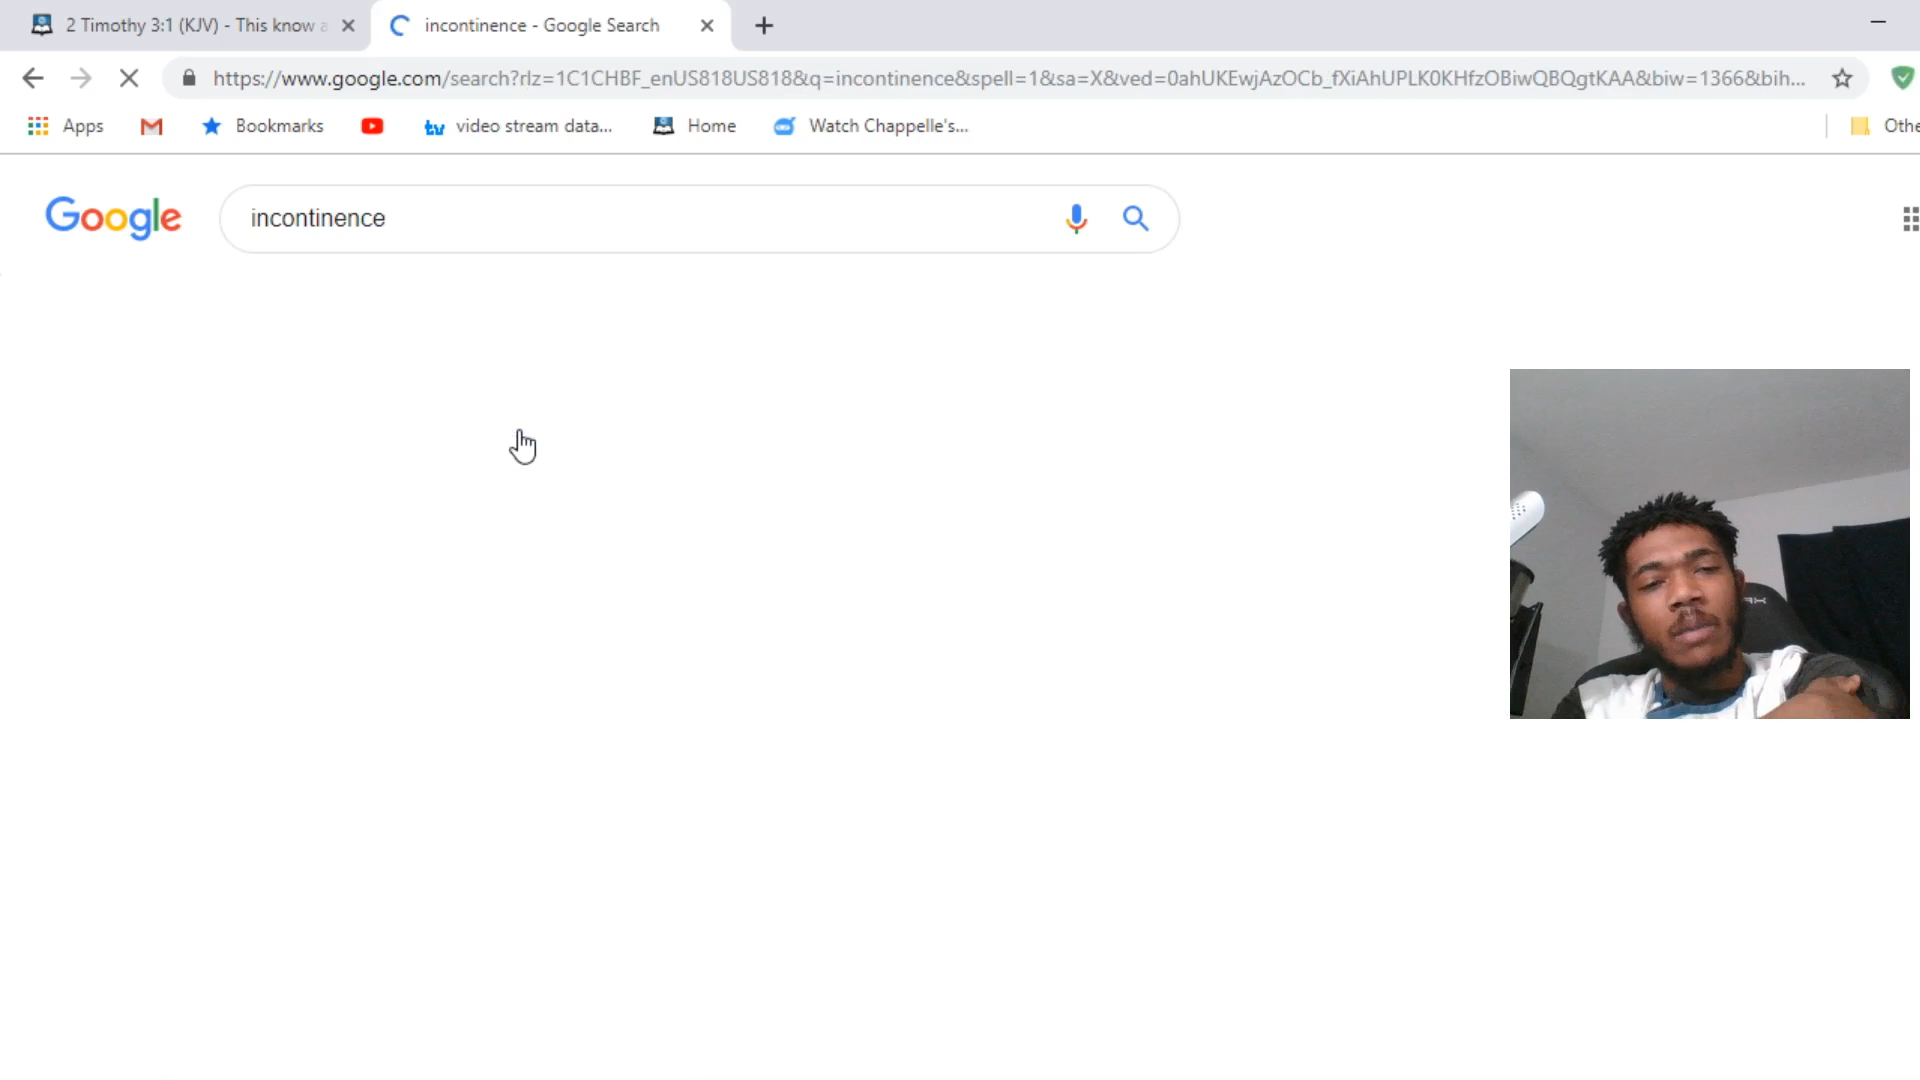 2 Timothy 3:1 (KJV) - This know a
incontinence - Google Search
https://www.google.com/search?rlz=1C1CHBF_enUS818US818&q=incontinence&spell=1&sa=X&ved=0ahUKEwjAzOCb_fXiAhUPLK0KHfzOBiwQBQgtKAA&biw=1366&bih...
Apps
Bookmarks
video stream data...
Home
Watch Chappelle's...
Othe
Google
incontinence